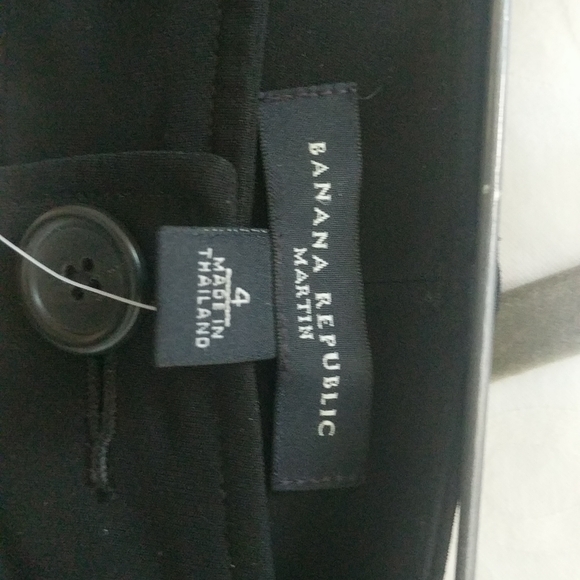 BANANA REPUBLIC
MARTIN
4
MADE IN
THAILAND